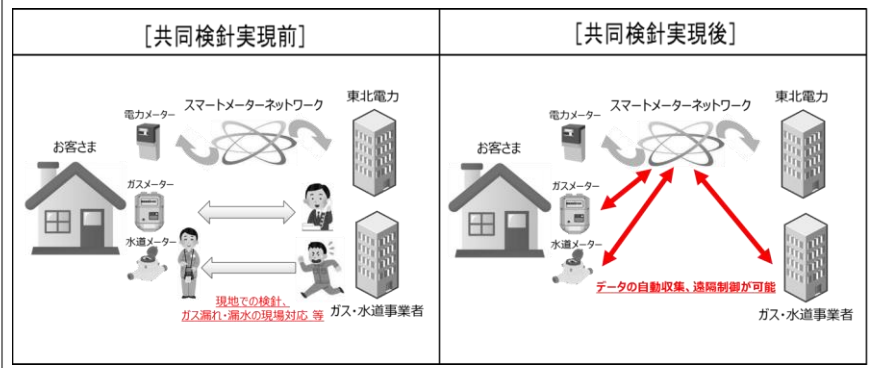 [共同検針実現前]
東北電力
スマートメーターネットワーク
電力メーター
お客さま
ガスメーター
水道メーター
現地での検針、
ガス漏れ・漏水の現場対応 等
ガス・水道事業者
[共同検針実現後]
東北電力
スマートメーターネットワーク
電力メーター
お客さま
ガスメーター
水道メーター
データの自動収集、遠隔制御が可能
ガス・水道事業者